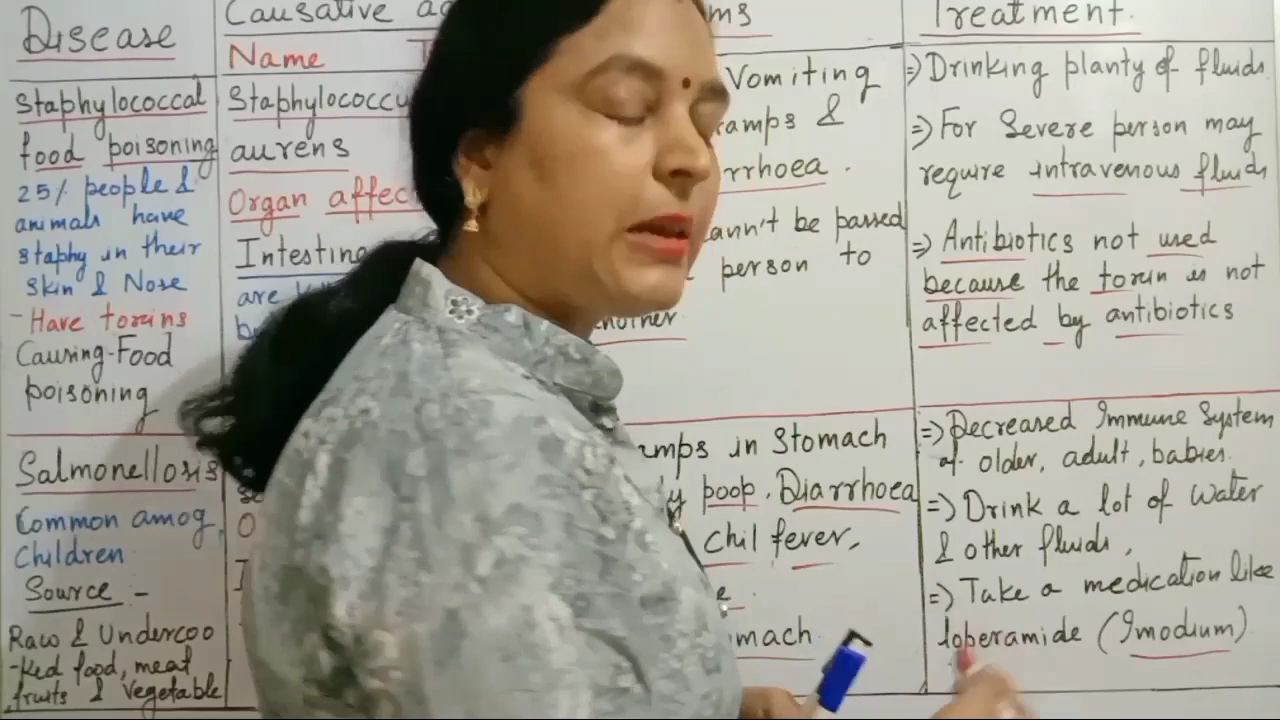 Disease
Staphylococcal
food poisoning
25% people &
animals have
staphy in their
Skin & Nose
- Have toxins
Causing-Food
poisoning
Salmonellosis
Common amog
Children
Source -
Raw & Undercoo
-ked food, meat
fruits & vegetable
Causative
Name
Staphylococcu
aurens
Organ affec
Intestin
are
ms
Vomiting
ramps &
rrhoea.
cann't be passed
person to
another
amps in Stomach
poop. Diarrhoea
chil fever,
mach
Treatment
=> Drinking planty of fluids
=> For Severe person may
require intravenous fluids
=> Antibiotics not used
because the toxin is not
affected by antibiotics
=> Decreased Immune System
of older, adult, babies.
=> Drink a lot of water
& other fluids,
=> Take a medication like
loperamide (Imodium)